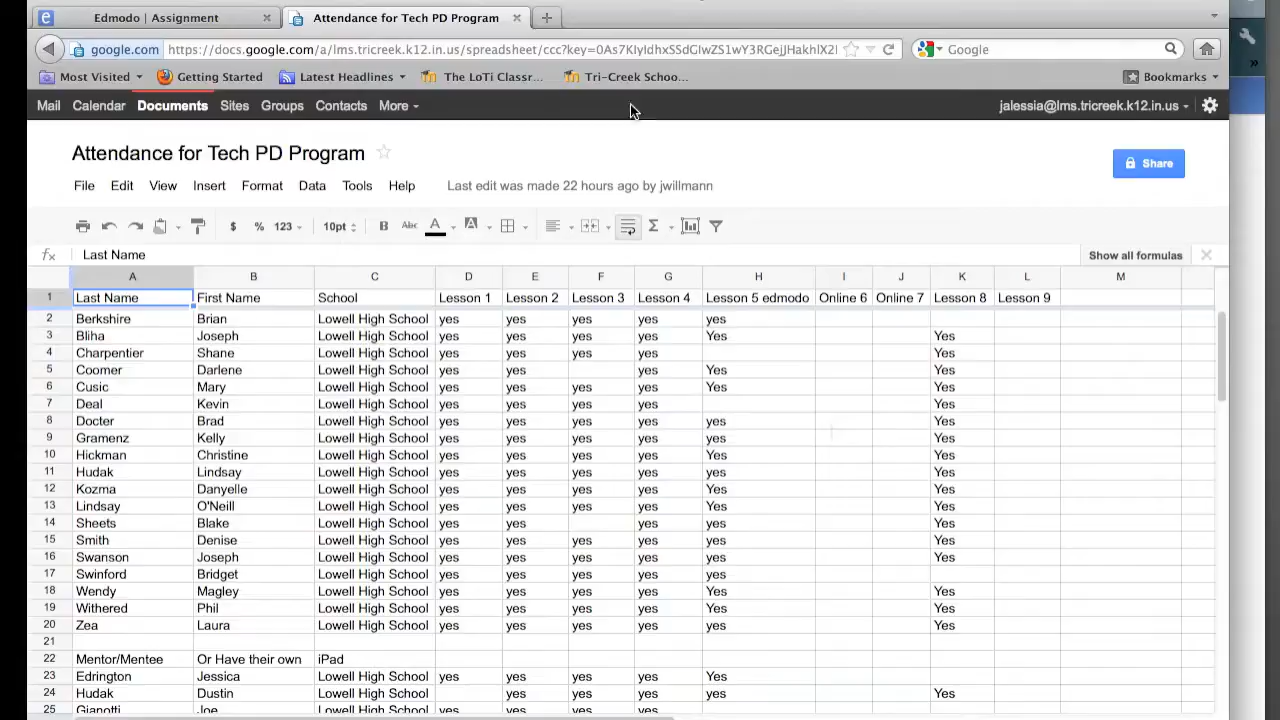 Edmodo | Assignment × Attendance for Tech PD Program ×
google.com https://docs.google.com/a/lms.tricreek.k12.in.us/spreadsheet/ Google
Most Visited Getting Started Latest Headlines The LoTi Classr... Tri-Creek Schoo... Bookmarks
Mail Calendar Documents Sites Groups Contacts More jalessia@lms.tricreek.k12.in.us
Attendance for Tech PD Program
Share
File Edit View Insert Format Data Tools Help Last edit was made 22 hours ago by jwillmann
$ % 123 10pt B Abc A A Σ
fx Last Name Show all formulas
A B C D E F G H I J K L M
1 Last Name First Name School Lesson 1 Lesson 2 Lesson 3 Lesson 4 Lesson 5 edmodo Online 6 Online 7 Lesson 8 Lesson 9
2 Berkshire Brian Lowell High School yes yes yes yes yes
3 Bliha Joseph Lowell High School yes yes yes yes Yes Yes
4 Charpentier Shane Lowell High School yes yes yes yes Yes
5 Coomer Darlene Lowell High School yes yes yes Yes Yes
6 Cusic Mary Lowell High School yes yes yes yes Yes Yes
7 Deal Kevin Lowell High School yes yes yes yes Yes
8 Docter Brad Lowell High School yes yes yes yes yes Yes
9 Gramenz Kelly Lowell High School yes yes yes yes Yes Yes
10 Hickman Christine Lowell High School yes yes yes yes Yes Yes
11 Hudak Lindsay Lowell High School yes yes yes yes yes Yes
12 Kozma Danyelle Lowell High School yes yes yes yes Yes Yes
13 Lindsay O'Neill Lowell High School yes yes yes yes Yes Yes
14 Sheets Blake Lowell High School yes yes yes yes Yes
15 Smith Denise Lowell High School yes yes yes yes yes Yes
16 Swanson Joseph Lowell High School yes yes yes yes Yes Yes
17 Swinford Bridget Lowell High School yes yes yes yes yes
18 Wendy Magley Lowell High School yes yes yes yes Yes Yes
19 Withered Phil Lowell High School yes yes yes yes Yes Yes
20 Zea Laura Lowell High School yes yes yes yes yes Yes
21
22 Mentor/Mentee Or Have their own iPad
23 Edrington Jessica Lowell High School yes yes yes yes Yes
24 Hudak Dustin Lowell High School yes yes yes yes Yes
25 Gianotti Joe Lowell High School yes yes yes yes